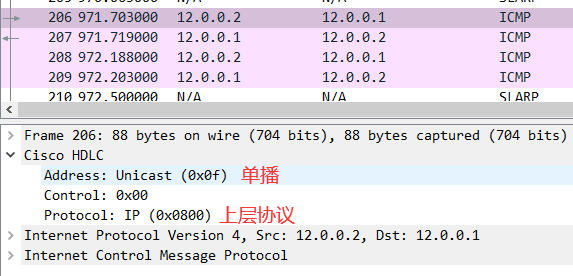 206 971.703000 12.0.0.2 12.0.0.1 ICMP
207 971.719000 12.0.0.1 12.0.0.2 ICMP
208 972.188000 12.0.0.2 12.0.0.1 ICMP
209 972.203000 12.0.0.1 12.0.0.2 ICMP
210 972.500000 N/A N/A SLARP
Frame 206: 88 bytes on wire (704 bits), 88 bytes captured (704 bits)
Cisco HDLC
Address: Unicast (0x0f) 单播
Control: 0x00
Protocol: IP (0x0800) 上层协议
Internet Protocol Version 4, Src: 12.0.0.2, Dst: 12.0.0.1
Internet Control Message Protocol